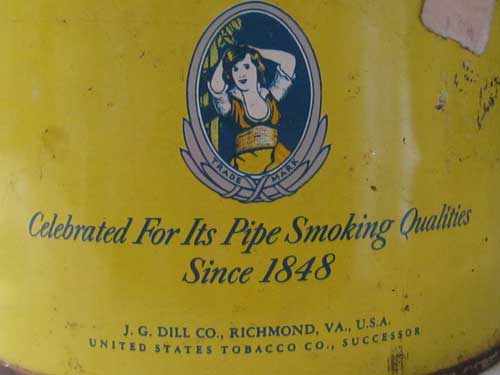 TRADE MARK
Celebrated For Its Pipe Smoking Qualities
Since 1848
J. G. DILL CO., RICHMOND, VA., U.S.A.
UNITED STATES TOBACCO CO., SUCCESSOR